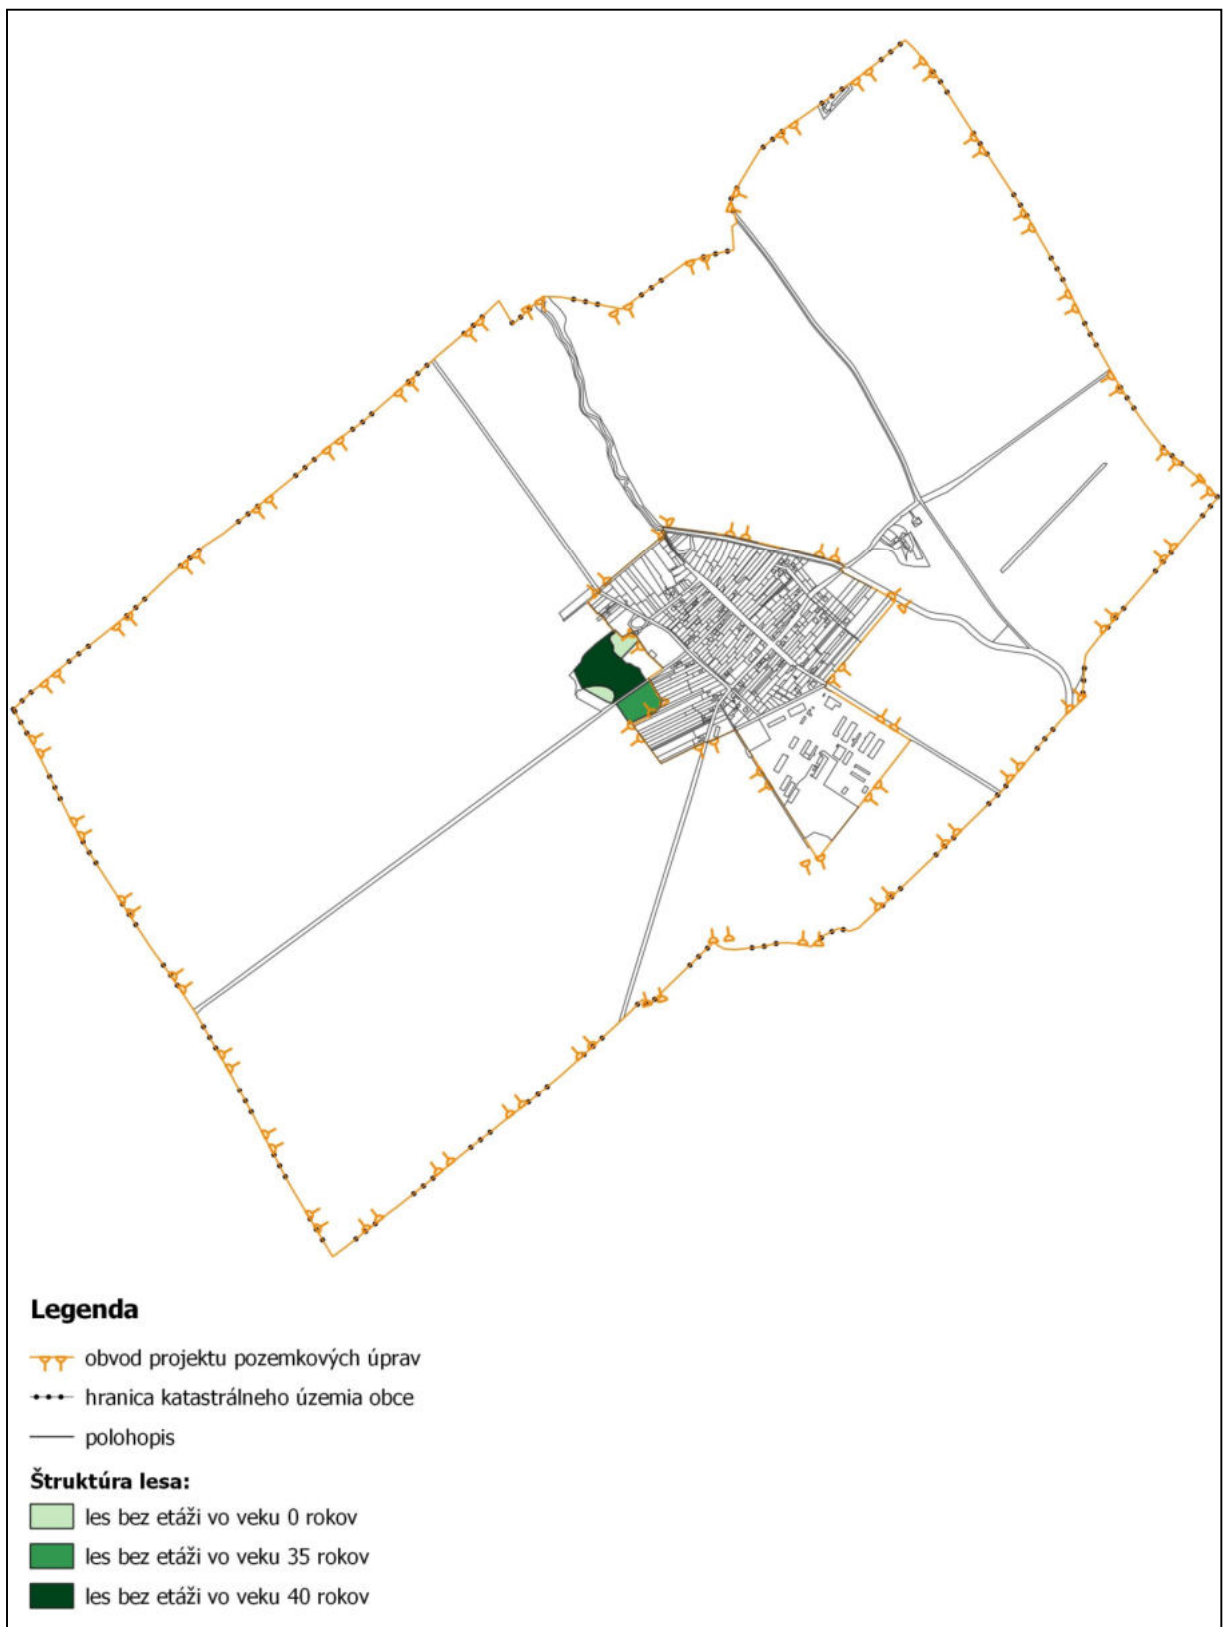 Legenda
obvod projektu pozemkových úprav
hranica katastrálneho územia obce
polohopis
Štruktúra lesa:
les bez etáži vo veku 0 rokov
les bez etáži vo veku 35 rokov
les bez etáži vo veku 40 rokov